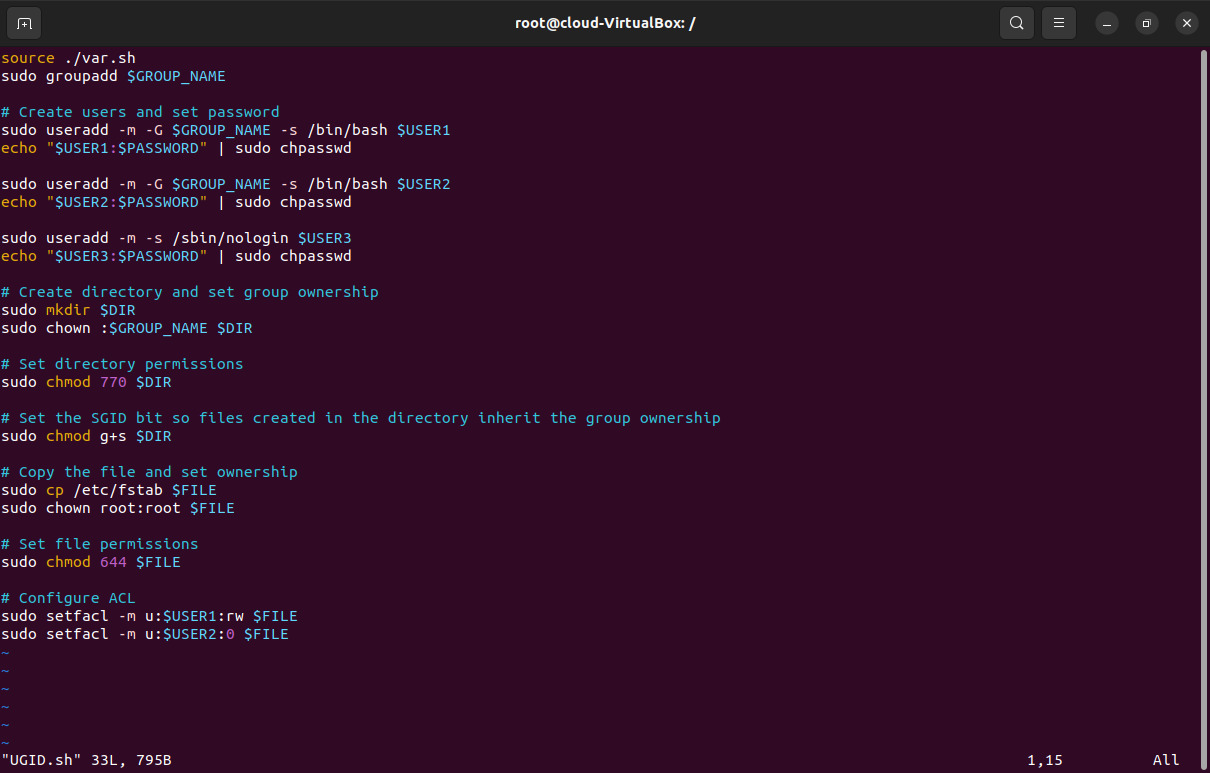 root@cloud-VirtualBox: /
source ./var.sh
sudo groupadd $GROUP_NAME

# Create users and set password
sudo useradd -m -G $GROUP_NAME -s /bin/bash $USER1
echo "$USER1:$PASSWORD" | sudo chpasswd

sudo useradd -m -G $GROUP_NAME -s /bin/bash $USER2
echo "$USER2:$PASSWORD" | sudo chpasswd

sudo useradd -m -s /sbin/nologin $USER3
echo "$USER3:$PASSWORD" | sudo chpasswd

# Create directory and set group ownership
sudo mkdir $DIR
sudo chown :$GROUP_NAME $DIR

# Set directory permissions
sudo chmod 770 $DIR

# Set the SGID bit so files created in the directory inherit the group ownership
sudo chmod g+s $DIR

# Copy the file and set ownership
sudo cp /etc/fstab $FILE
sudo chown root:root $FILE

# Set file permissions
sudo chmod 644 $FILE

# Configure ACL
sudo setfacl -m u:$USER1:rw $FILE
sudo setfacl -m u:$USER2:0 $FILE
~
~
~
~
~
~
"UGID.sh" 33L, 795B 1,15 All